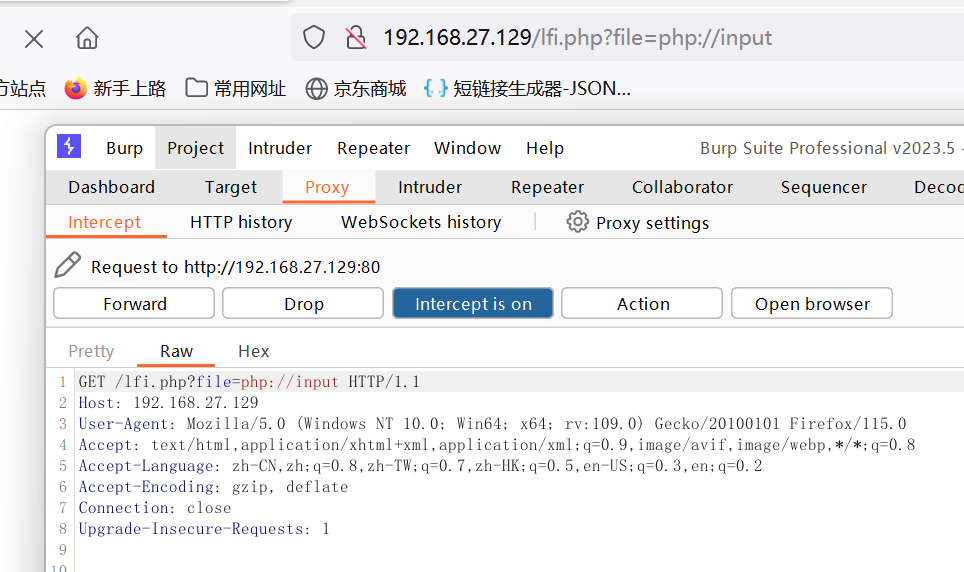 192.168.27.129/lfi.php?file=php://input
方站点 新手上路 常用网址 京东商城 短链接生成器-JSON...
Burp Project Intruder Repeater Window Help Burp Suite Professional v2023.5 -
Dashboard Target Proxy Intruder Repeater Collaborator Sequencer Decod
Intercept HTTP history WebSockets history Proxy settings
Request to http://192.168.27.129:80
Forward Drop Intercept is on Action Open browser
Pretty Raw Hex
1 GET /lfi.php?file=php://input HTTP/1.1
2 Host: 192.168.27.129
3 User-Agent: Mozilla/5.0 (Windows NT 10.0; Win64; x64; rv:109.0) Gecko/20100101 Firefox/115.0
4 Accept: text/html,application/xhtml+xml,application/xml;q=0.9,image/avif,image/webp,*/*;q=0.8
5 Accept-Language: zh-CN,zh;q=0.8,zh-TW;q=0.7,zh-HK;q=0.5,en-US;q=0.3,en;q=0.2
6 Accept-Encoding: gzip, deflate
7 Connection: close
8 Upgrade-Insecure-Requests: 1
9
10